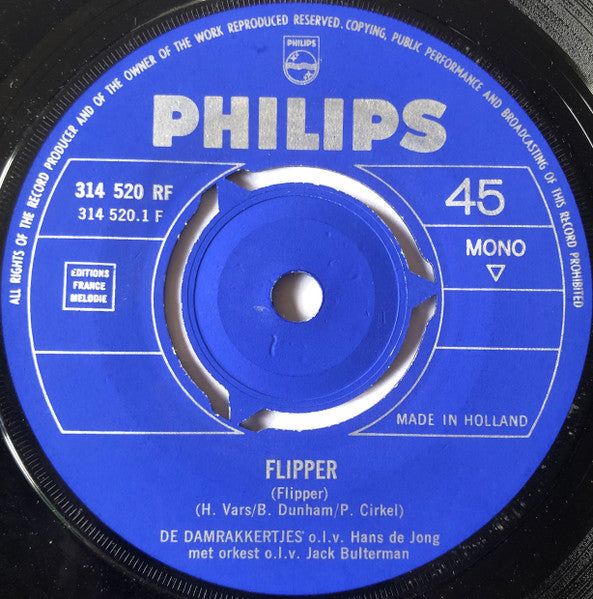 ALL RIGHTS OF THE RECORD PRODUCER AND OF THE OWNER OF THE WORK REPRODUCED RESERVED. COPYING, PUBLIC PERFORMANCE AND BROADCASTING OF THIS RECORD PROHIBITED
PHILIPS
PHILIPS
314 520 RF
314 520.1 F
45
MONO
EDITIONS
FRANCE
MELODIE
MADE IN HOLLAND
FLIPPER
(Flipper)
(H. Vars/B. Dunham/P. Cirkel)
DE DAMRAKKERTJES' o.l.v. Hans de Jong
met orkest o.l.v. Jack Bulterman